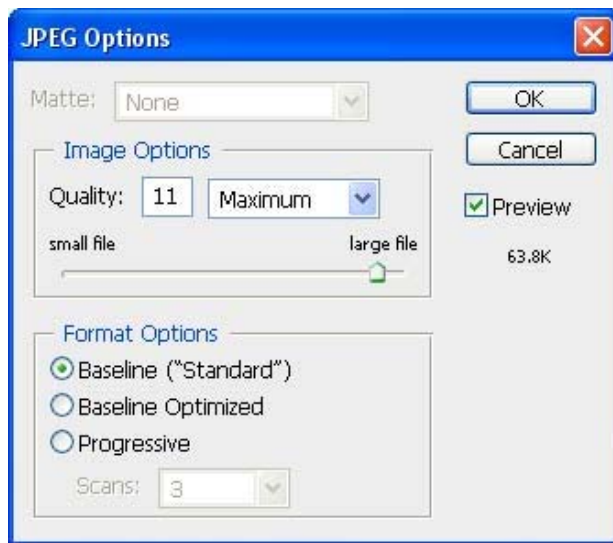 JPEG Options
Matte: None
OK
Cancel
Preview
63.8K
Image Options
Quality: 11 Maximum
small file large file
Format Options
Baseline ("Standard")
Baseline Optimized
Progressive
Scans: 3